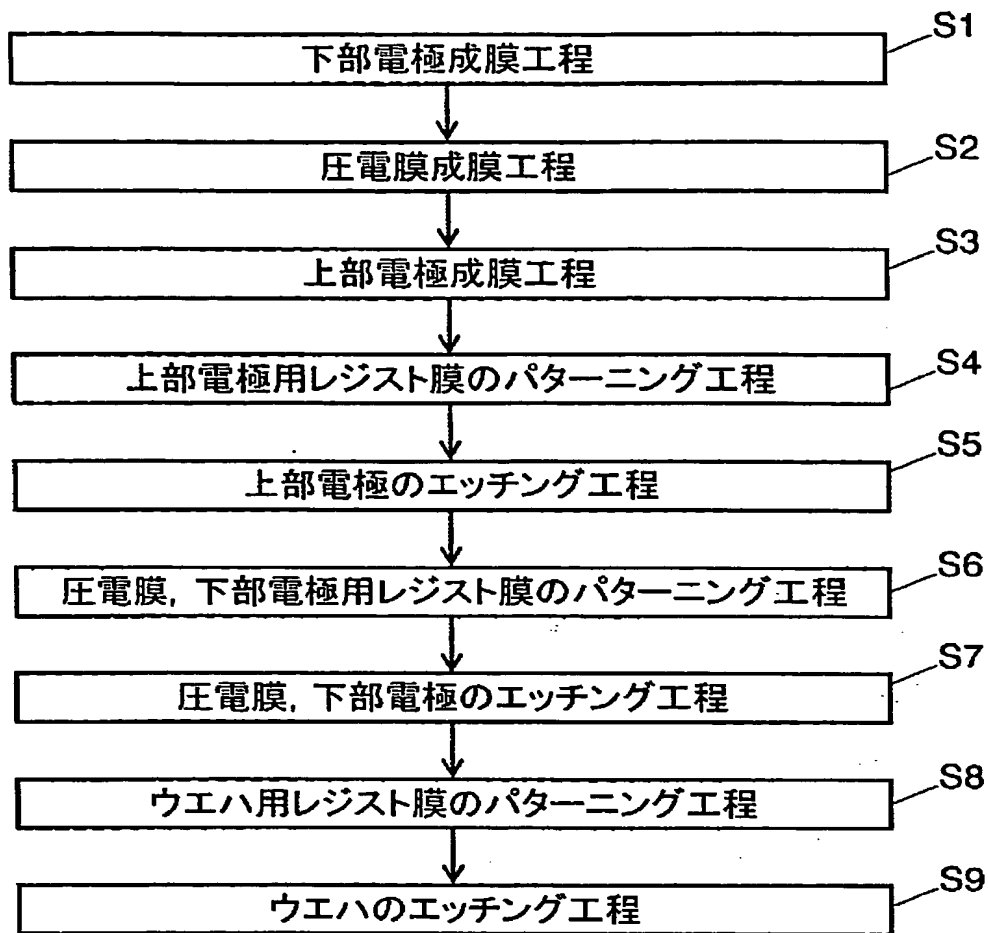 S1
下部電極成膜工程
S2
圧電膜成膜工程
S3
上部電極成膜工程
S4
上部電極用レジスト膜のパターニング工程
S5
上部電極のエッチング工程
S6
圧電膜, 下部電極用レジスト膜のパターニング工程
S7
圧電膜, 下部電極のエッチング工程
S8
ウエハ用レジスト膜のパターニング工程
S9
ウエハのエッチング工程